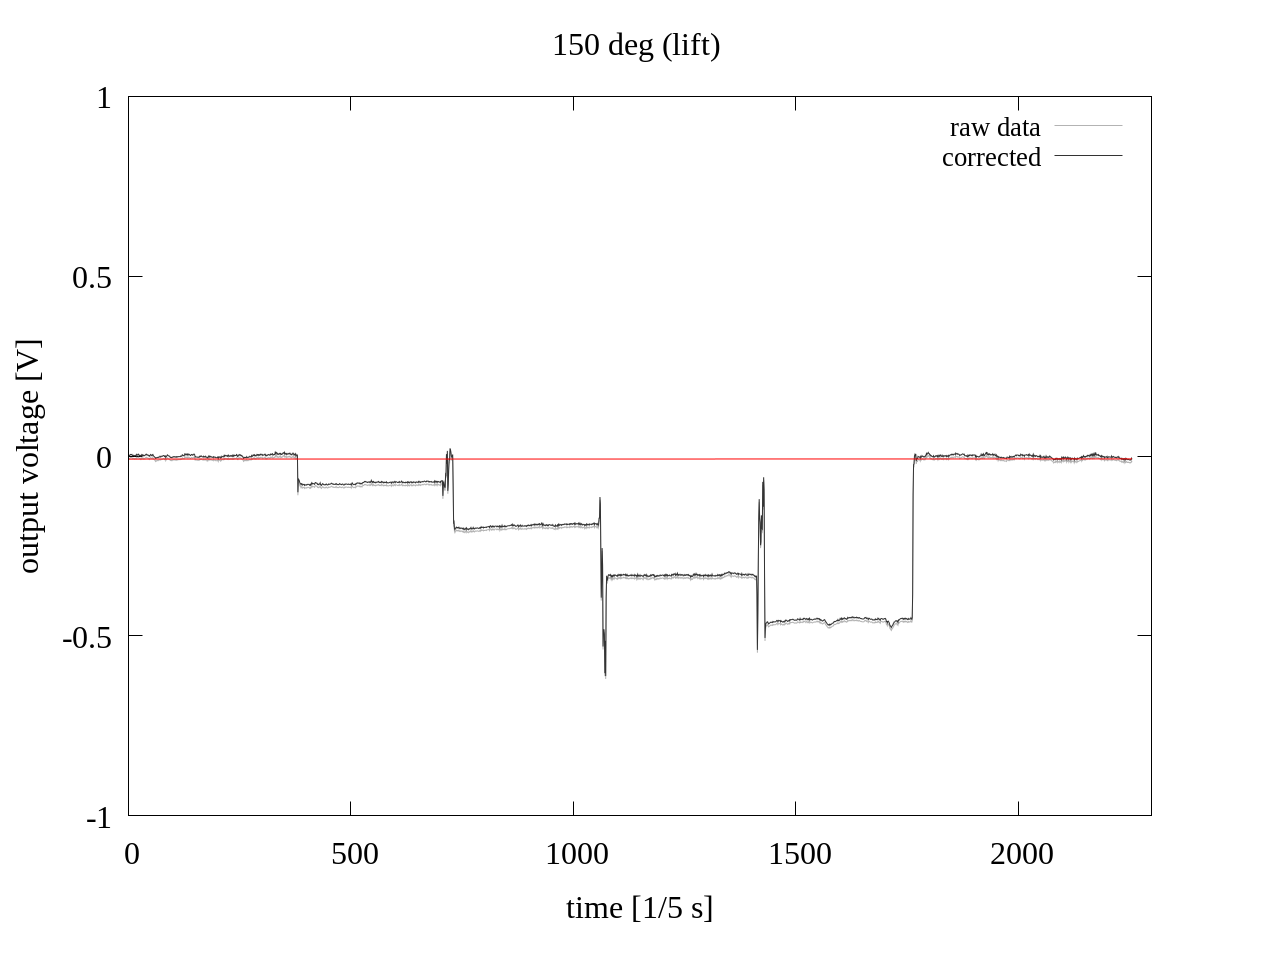 150 deg (lift)
1
raw data
corrected
0.5
output voltage [V]
0
-0.5
-1
0 500 1000 1500 2000
time [1/5 s]